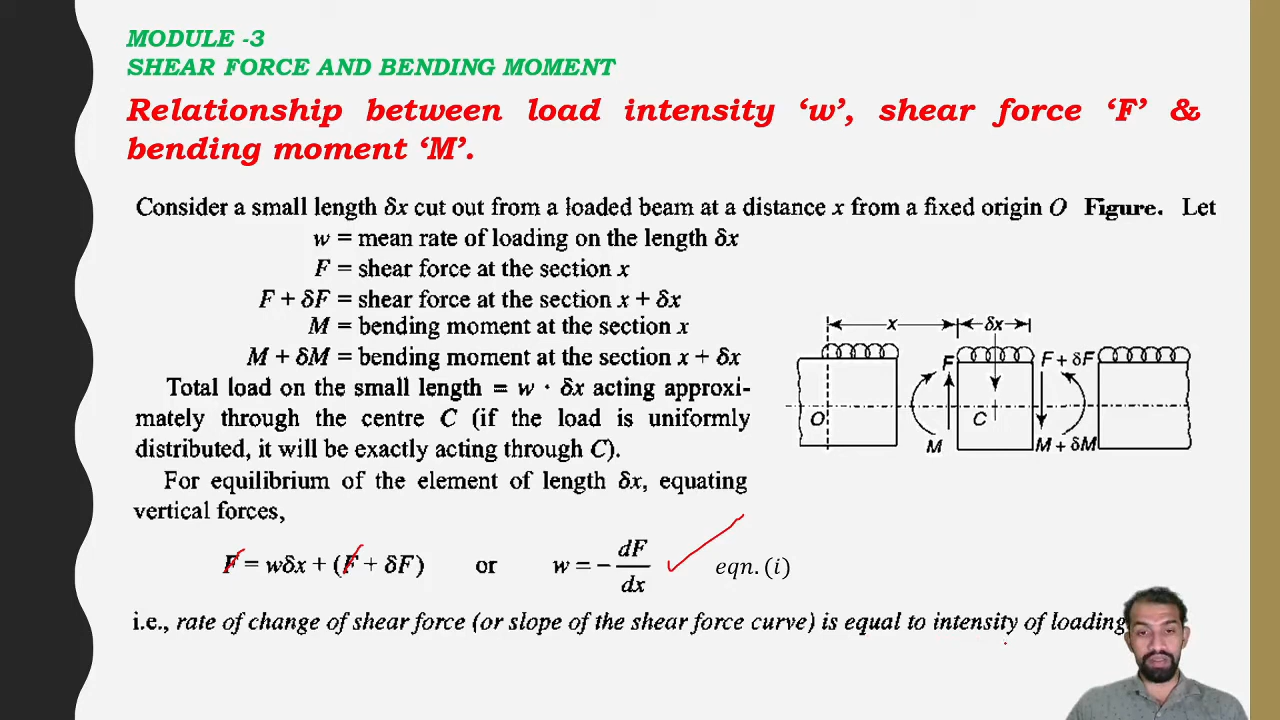 MODULE -3
SHEAR FORCE AND BENDING MOMENT
Relationship between load intensity ‘w’, shear force ‘F’ &
bending moment ‘M’.
Consider a small length δx cut out from a loaded beam at a distance x from a fixed origin O Figure. Let
w = mean rate of loading on the length δx
F = shear force at the section x
F + δF = shear force at the section x + δx
M = bending moment at the section x
M + δM = bending moment at the section x + δx
Total load on the small length = w · δx acting approxi-
mately through the centre C (if the load is uniformly
distributed, it will be exactly acting through C).
For equilibrium of the element of length δx, equating
vertical forces,
F = wδx + (F + δF) or w = − dF/dx eqn. (i)
i.e., rate of change of shear force (or slope of the shear force curve) is equal to intensity of loading
x δx
F F + δF
O C
M M + δM